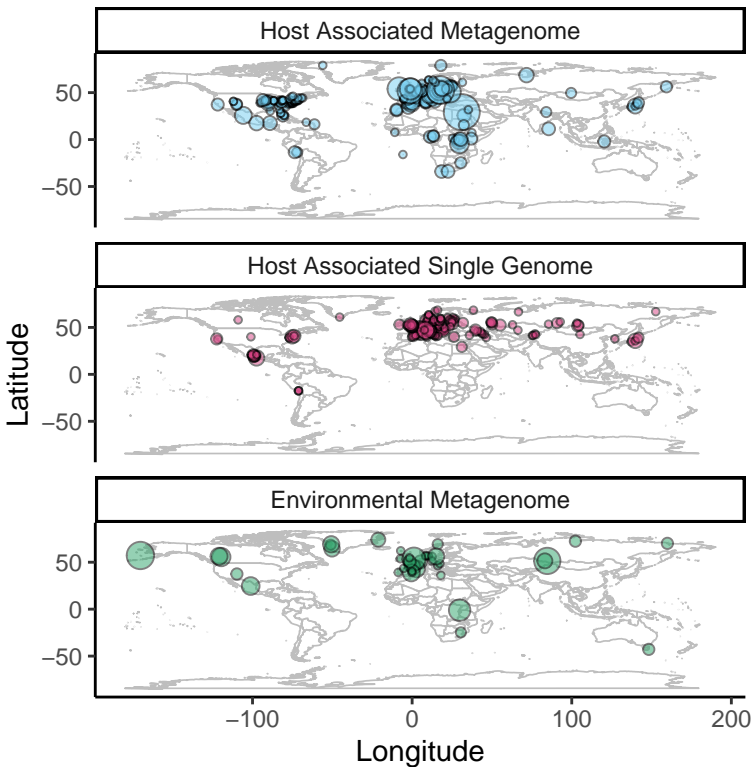 Host Associated Metagenome
50
0
−50
Host Associated Single Genome
50
0
−50
Latitude
Environmental Metagenome
50
0
−50
−100 0 100 200
Longitude